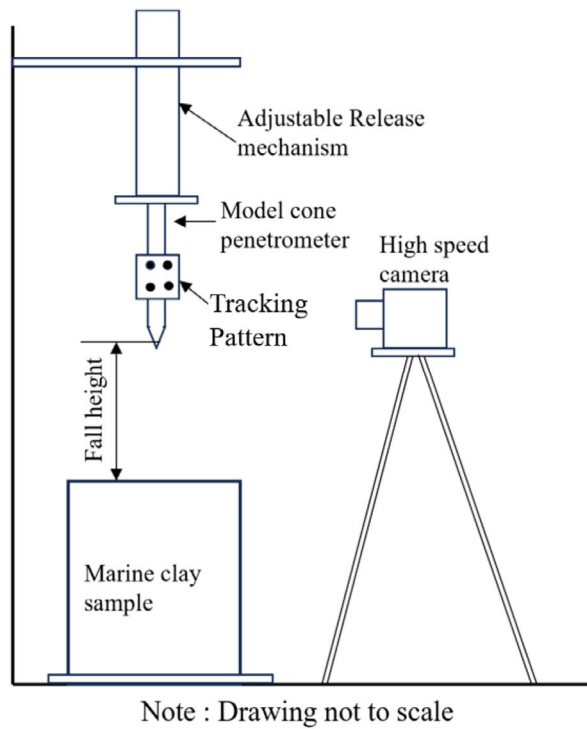 Adjustable Release
mechanism
Model cone
penetrometer
High speed
camera
Tracking
Pattern
Fall height
Marine clay
sample
Note : Drawing not to scale